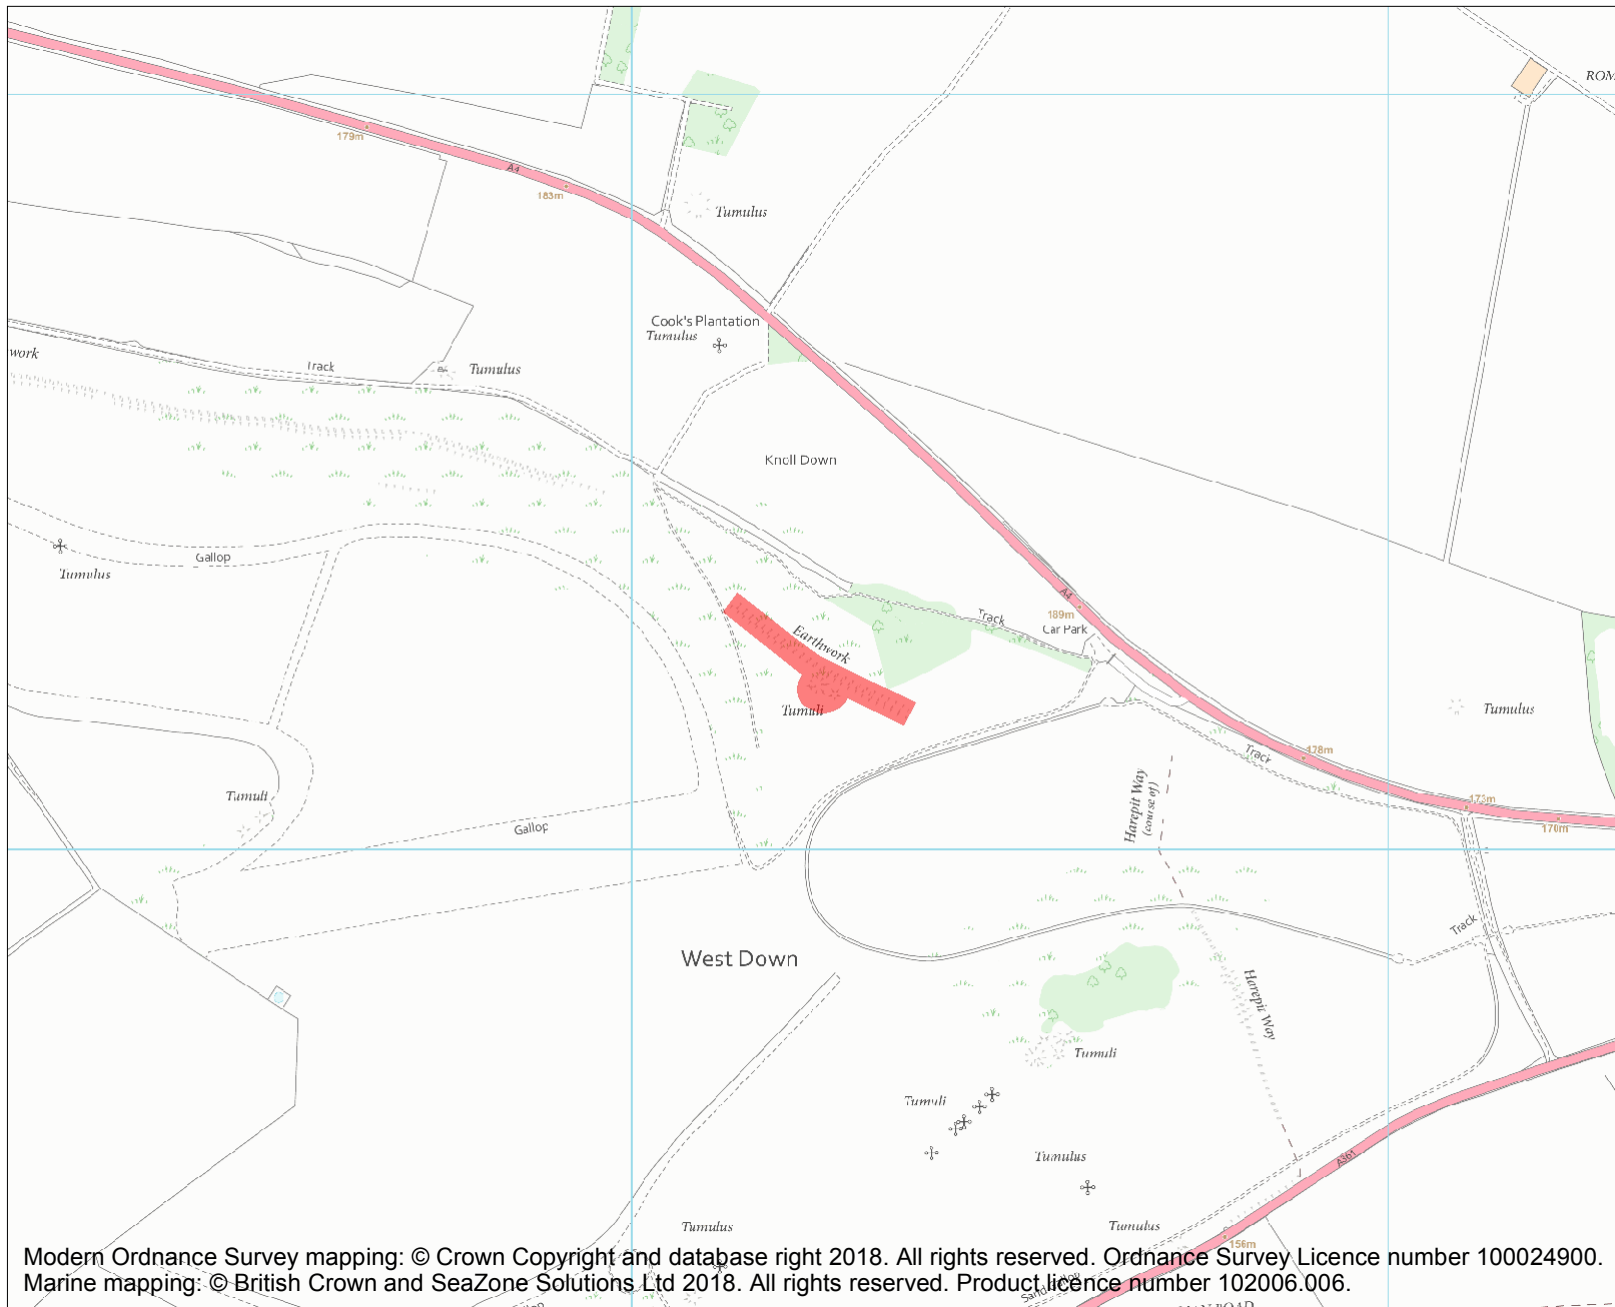 ROM
179m
A4
183m
Tumulus
Cook's Plantation
Tumulus
work
Track
Tumulus
Knoll Down
Gallop
Tumulus
A4
189m
Track
Car Park
Earthwork
Tumuli
Tumulus
178m
Track
Harepit Way
(course of)
Tumuli
173m
170m
Gallop
Track
West Down
Harepit Way
Tumuli
Tumuli
Tumulus
A361
Tumulus
Tumulus
156m
Modern Ordnance Survey mapping: © Crown Copyright and database right 2018. All rights reserved. Ordnance Survey Licence number 100024900.
Marine mapping: © British Crown and SeaZone Solutions Ltd 2018. All rights reserved. Product licence number 102006.006.